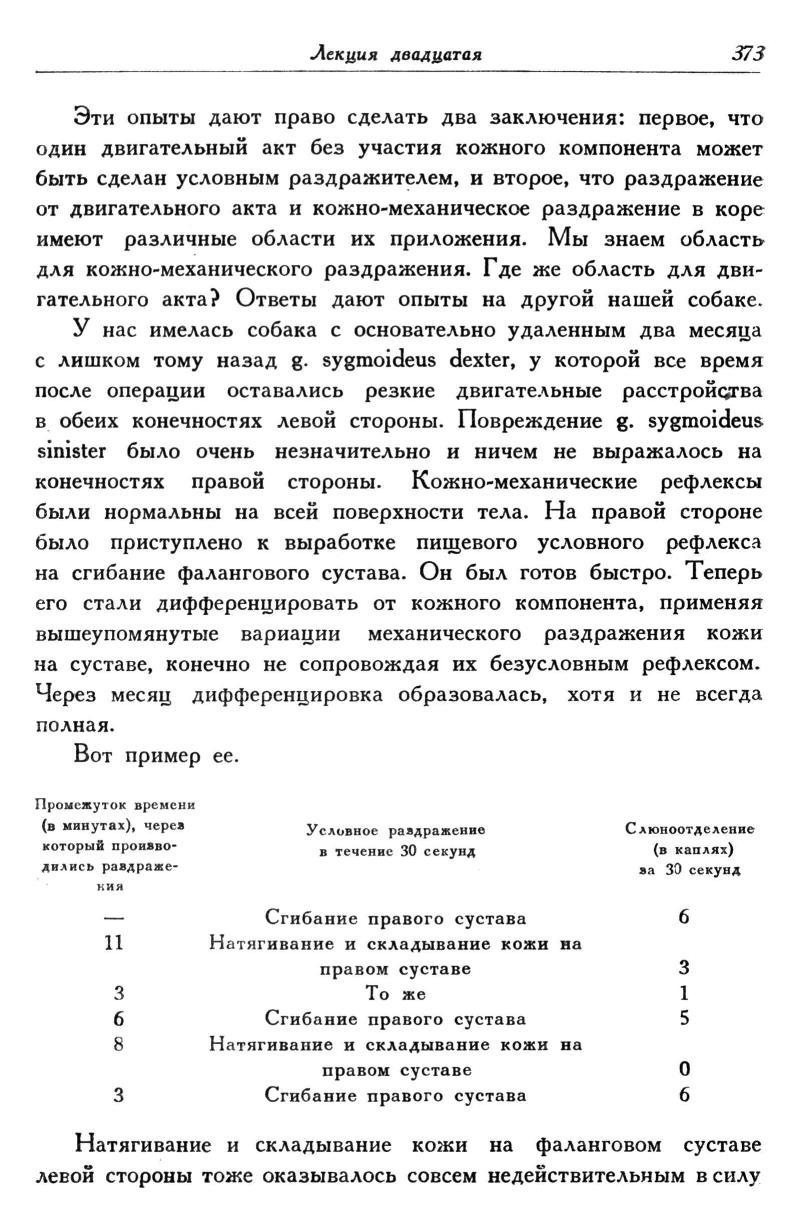 Лекция двадцатая 373
Эти опыты дают право сделать два заключения: первое, что
один двигательный акт без участия кожного компонента может
быть сделан условным раздражителем, и второе, что раздражение
от двигательного акта и кожно-механическое раздражение в коре
имеют различные области их приложения. Мы знаем область
для кожно-механического раздражения. Где же область для дви-
гательного акта? Ответы дают опыты на другой нашей собаке.
У нас имелась собака с основательно удаленным два месяца
с лишком тому назад g. sygmoideus dexter, у которой все время
после операции оставались резкие двигательные расстройства
в обеих конечностях левой стороны. Повреждение g. sygmoideus
sinister было очень незначительно и ничем не выражалось на
конечностях правой стороны. Кожно-механические рефлексы
были нормальны на всей поверхности тела. На правой стороне
было приступлено к выработке пищевого условного рефлекса
на сгибание фалангового сустава. Он был готов быстро. Теперь
его стали дифференцировать от кожного компонента, применяя
вышеупомянутые вариации механического раздражения кожи
на суставе, конечно не сопровождая их безусловным рефлексом.
Через месяц дифференцировка образовалась, хотя и не всегда
полная.
Вот пример ее.
Промежуток времени
(в минутах), через
который произво-
дились раздраже-
ния
Условное раздражение
в течение 30 секунд
Слюноотделение
(в каплях)
за 30 секунд
— Сгибание правого сустава 6
11 Натягивание и складывание кожи на
правом суставе 3
3 То же 1
6 Сгибание правого сустава 5
8 Натягивание и складывание кожи на
правом суставе 0
3 Сгибание правого сустава 6
Натягивание и складывание кожи на фаланговом суставе
левой стороны тоже оказывалось совсем недействительным в силу